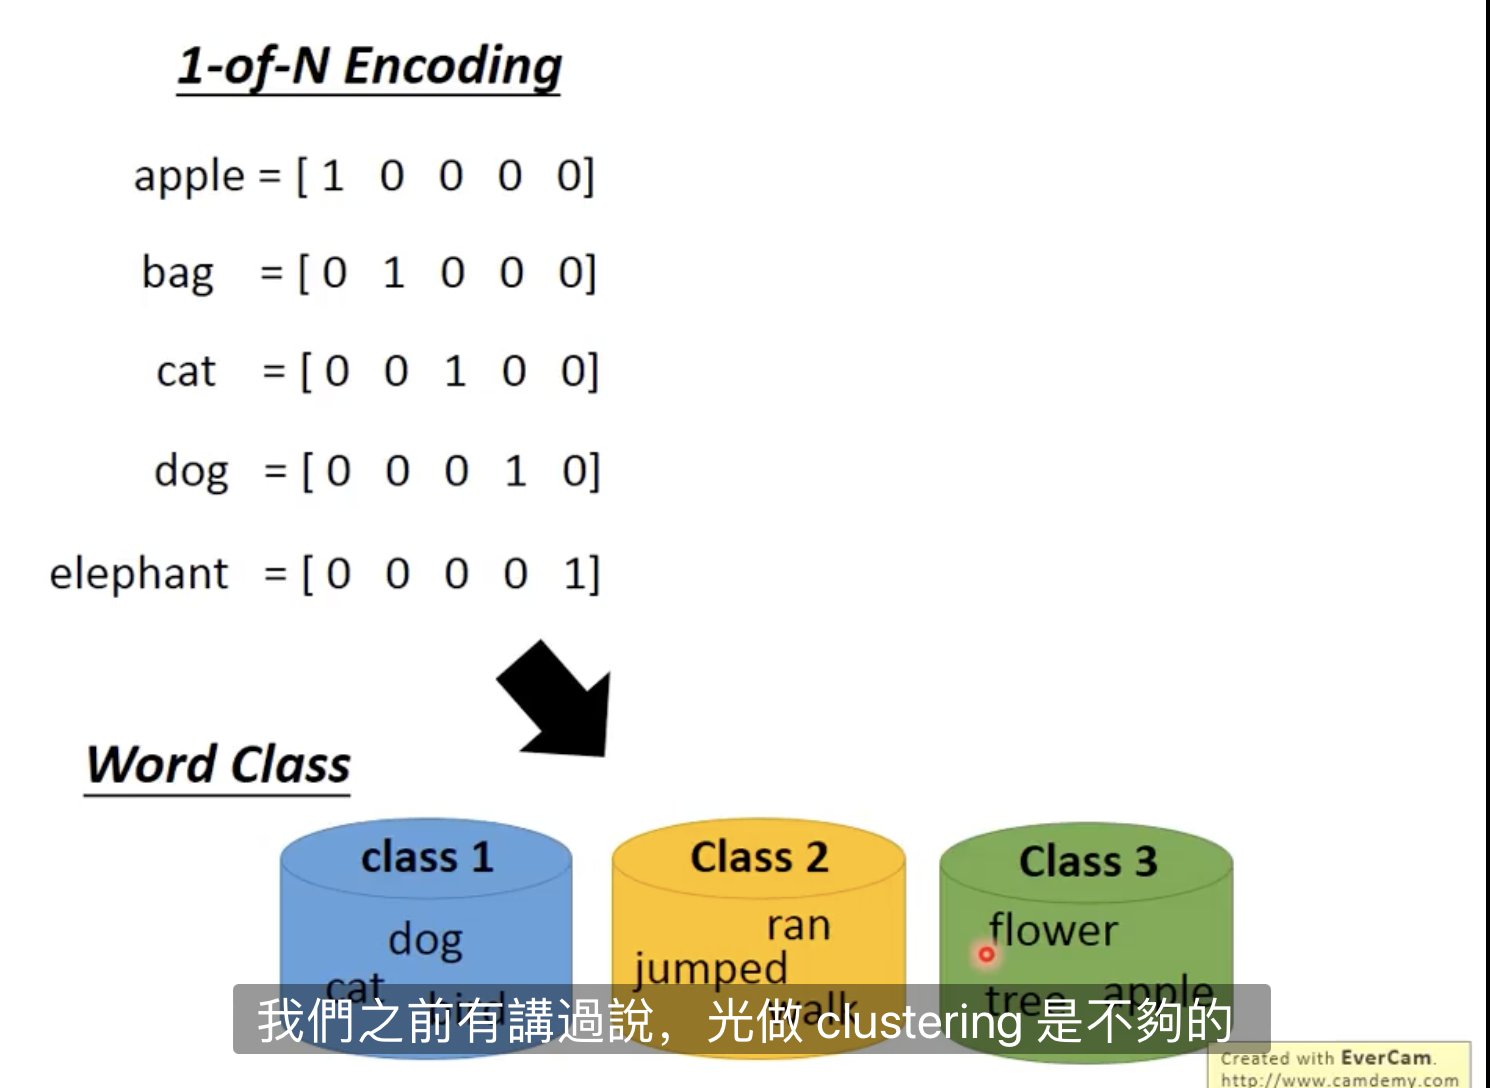 1-of-N Encoding
apple = [ 1 0 0 0 0]
bag = [ 0 1 0 0 0]
cat = [ 0 0 1 0 0]
dog = [ 0 0 0 1 0]
elephant = [ 0 0 0 0 1]
Word Class
class 1
dog
cat
bird
Class 2
ran
jumped
walk
Class 3
flower
tree
apple
我們之前有講過說，光做 clustering 是不夠的
Created with EverCam.
http://www.camdemy.com